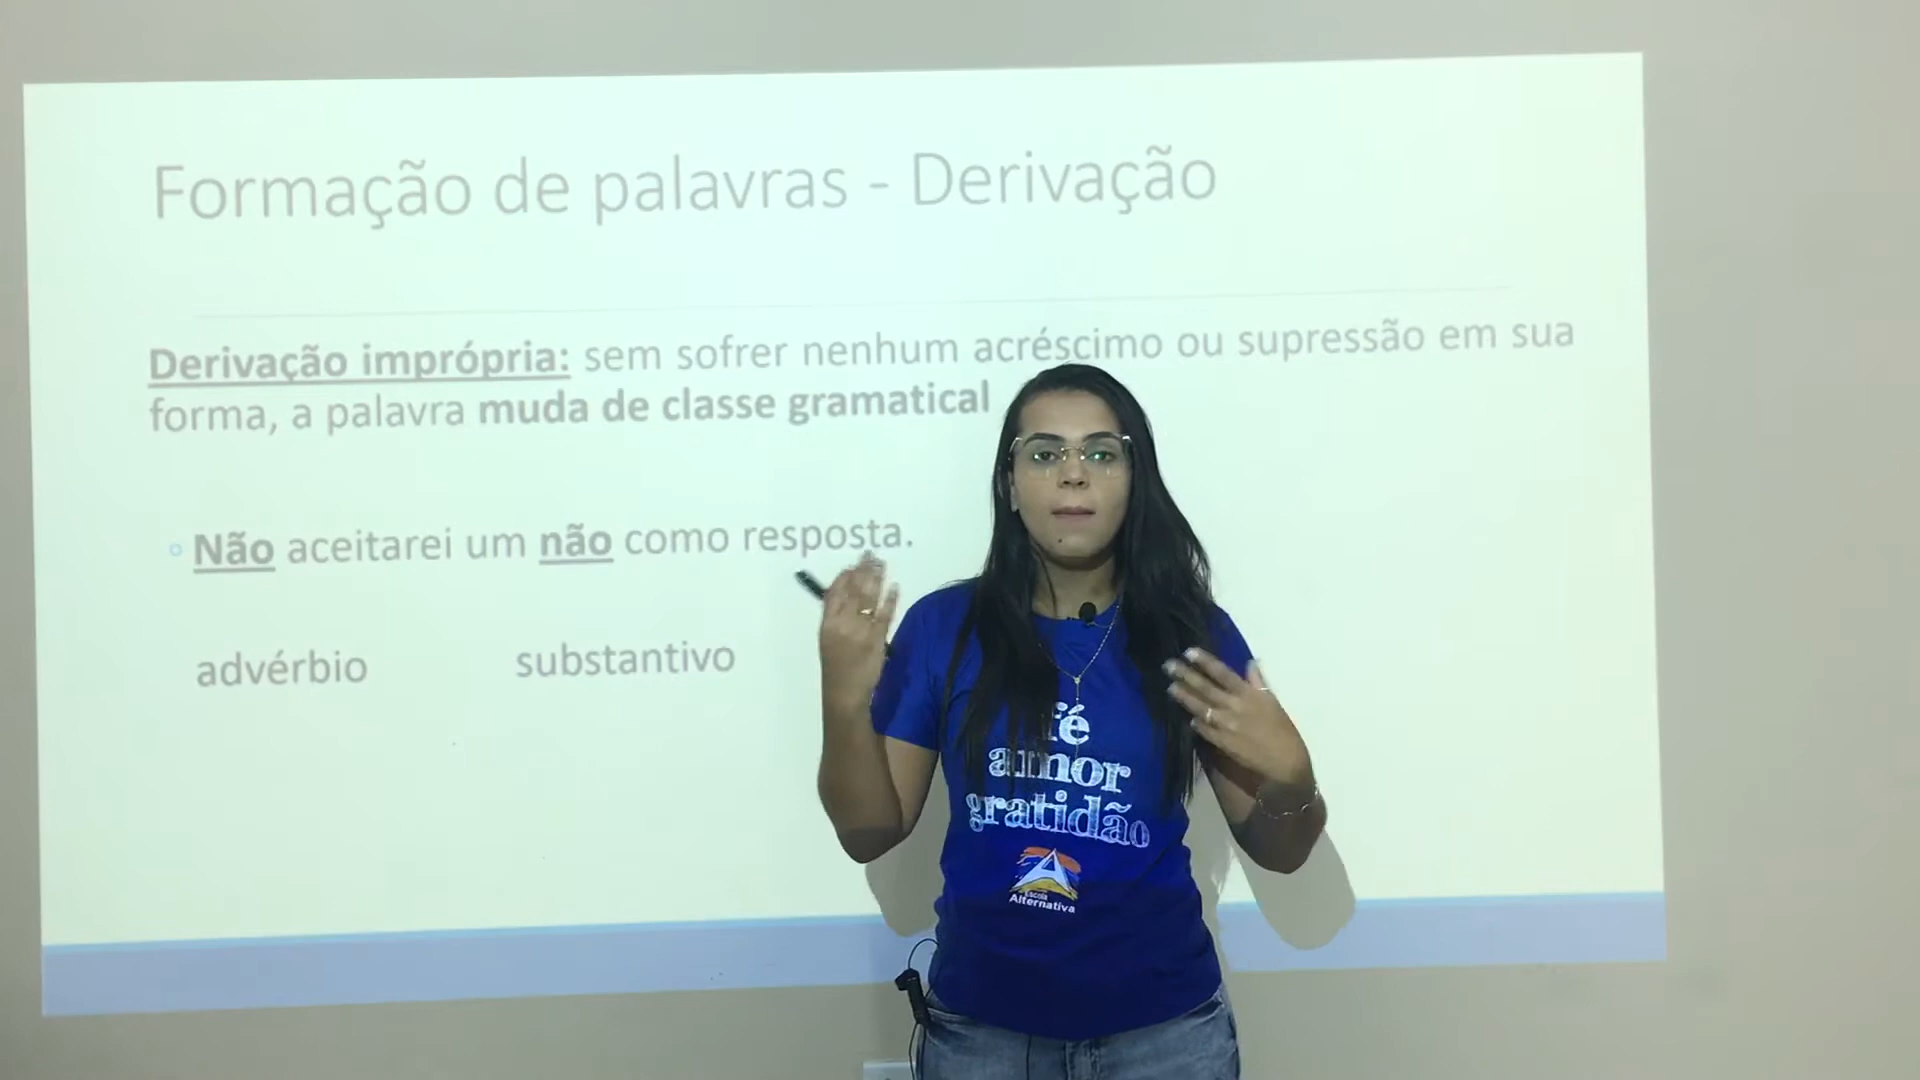 Formação de palavras - Derivação
Derivação imprópria: sem sofrer nenhum acréscimo ou supressão em sua
forma, a palavra muda de classe gramatical
Não aceitarei um não como resposta.
advérbio substantivo
fé
amor
gratidão
Escola
Alternativa